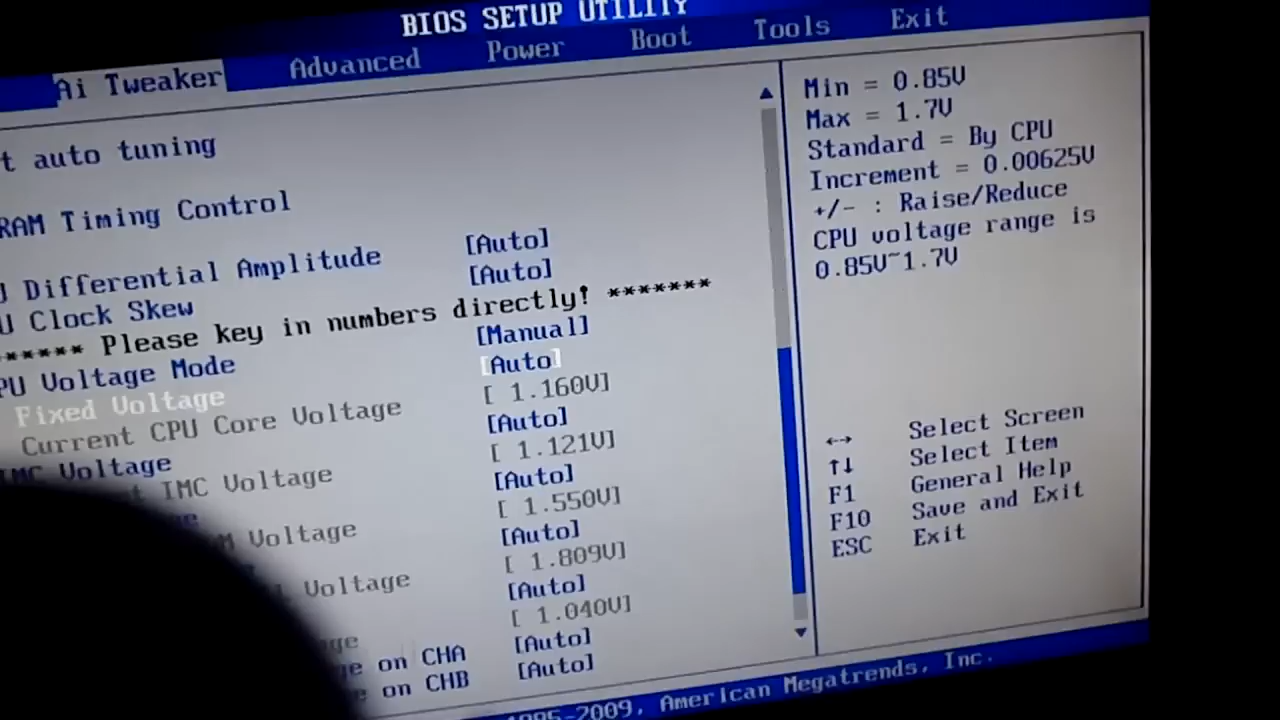 BIOS SETUP UTILITY
Ai Tweaker Advanced Power Boot Tools Exit
t auto tuning
RAM Timing Control
U Differential Amplitude [Auto]
U Clock Skew [Auto]
****** Please key in numbers directly! *******
PU Voltage Mode [Manual]
Fixed Voltage [Auto]
Current CPU Core Voltage [ 1.160V]
IMC Voltage [Auto]
t IMC Voltage [ 1.121V]
[Auto]
M Voltage [ 1.550V]
[Auto]
Voltage [ 1.809V]
[Auto]
ge [ 1.040V]
ge on CHA [Auto]
e on CHB [Auto]
Min = 0.85V
Max = 1.7V
Standard = By CPU
Increment = 0.00625V
+/- : Raise/Reduce
CPU voltage range is
0.85V~1.7V
↔ Select Screen
↑↓ Select Item
F1 General Help
F10 Save and Exit
ESC Exit
1985-2009, American Megatrends, Inc.